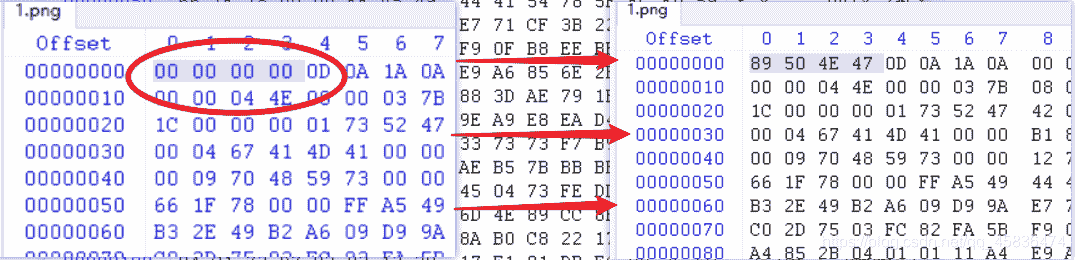 1.png
Offset 0 1 2 3 4 5 6 7
00000000 00 00 00 00 0D 0A 1A 0A
00000010 00 00 04 4E 00 00 03 7B
00000020 1C 00 00 00 01 73 52 47
00000030 00 04 67 41 4D 41 00 00
00000040 00 09 70 48 59 73 00 00
00000050 66 1F 78 00 00 FF A5 49
00000060 B3 2E 49 B2 A6 09 D9 9A
44 41 54 78
E7 71 CF 3B 23
F9 0F B8 EE
E9 A6 85 6E
88 3D AE 79
9E A9 E8 EA
33 73 73 F7
AE B5 7B BB
45 04 73 FE
6D 4E 89 CC
8A B0 C8 22
17 E1 81 DB
1.png
Offset 0 1 2 3 4 5 6 7 8
00000000 89 50 4E 47 0D 0A 1A 0A 00
00000010 00 00 04 4E 00 00 03 7B 08
00000020 1C 00 00 00 01 73 52 47 42
00000030 00 04 67 41 4D 41 00 00 B1
00000040 00 09 70 48 59 73 00 00 12
00000050 66 1F 78 00 00 FF A5 49 44
00000060 B3 2E 49 B2 A6 09 D9 9A E7
00000070 C0 2D 75 03 FC 82 FA 5B F9
00000080 A4 85 2B 04 01 01 11 A4 E9